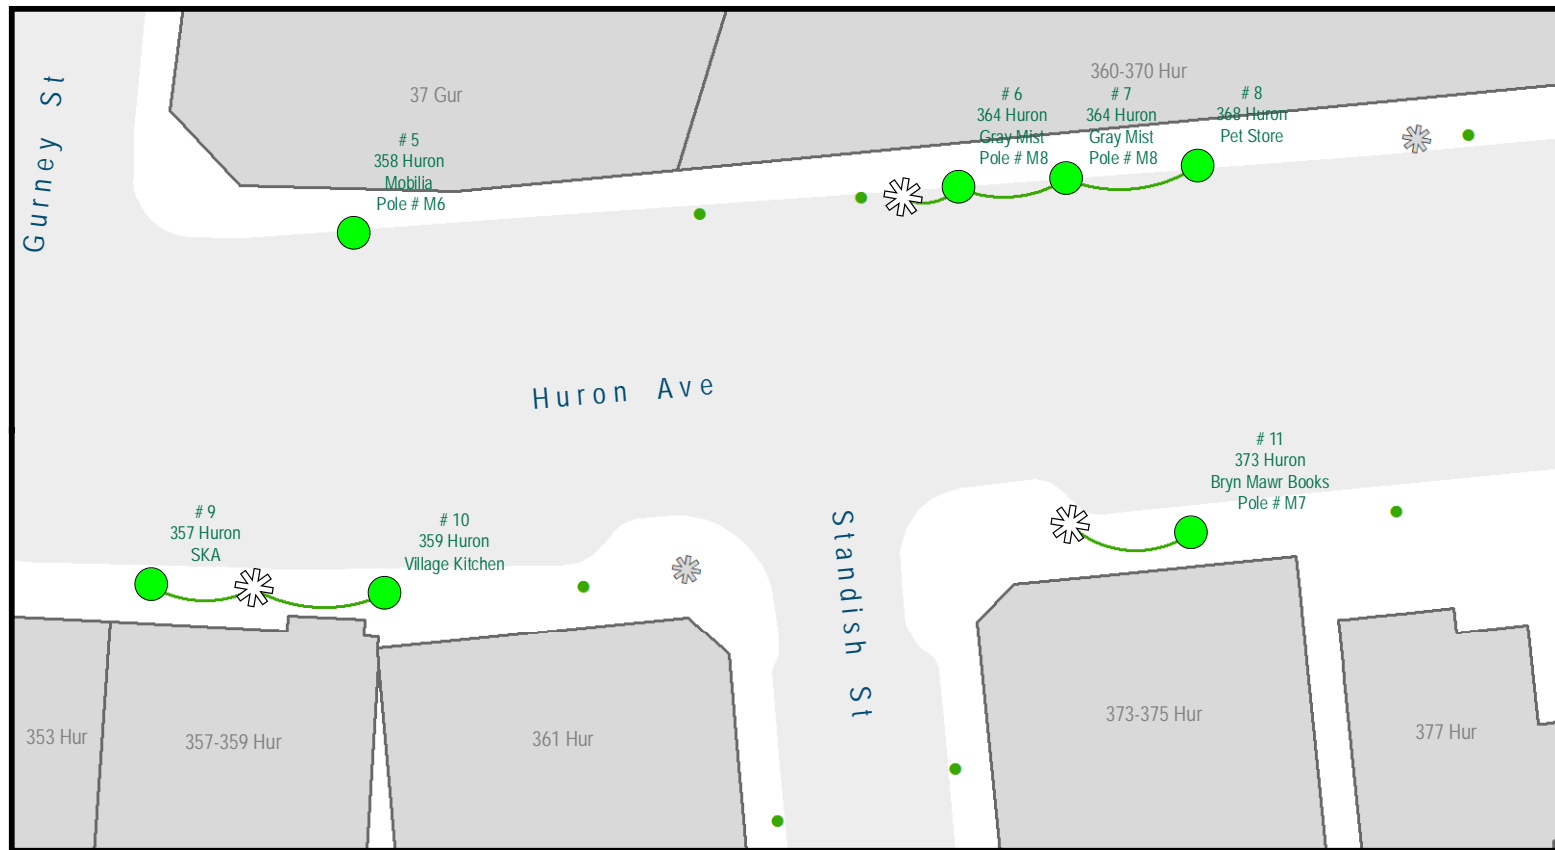 Gurney St
37 Gur
360-370 Hur
# 5
358 Huron
Mobilia
Pole # M6
# 6
364 Huron
Gray Mist
Pole # M8
# 7
364 Huron
Gray Mist
Pole # M8
# 8
368 Huron
Pet Store
Huron Ave
# 9
357 Huron
SKA
# 10
359 Huron
Village Kitchen
Standish St
# 11
373 Huron
Bryn Mawr Books
Pole # M7
353 Hur
357-359 Hur
361 Hur
373-375 Hur
377 Hur